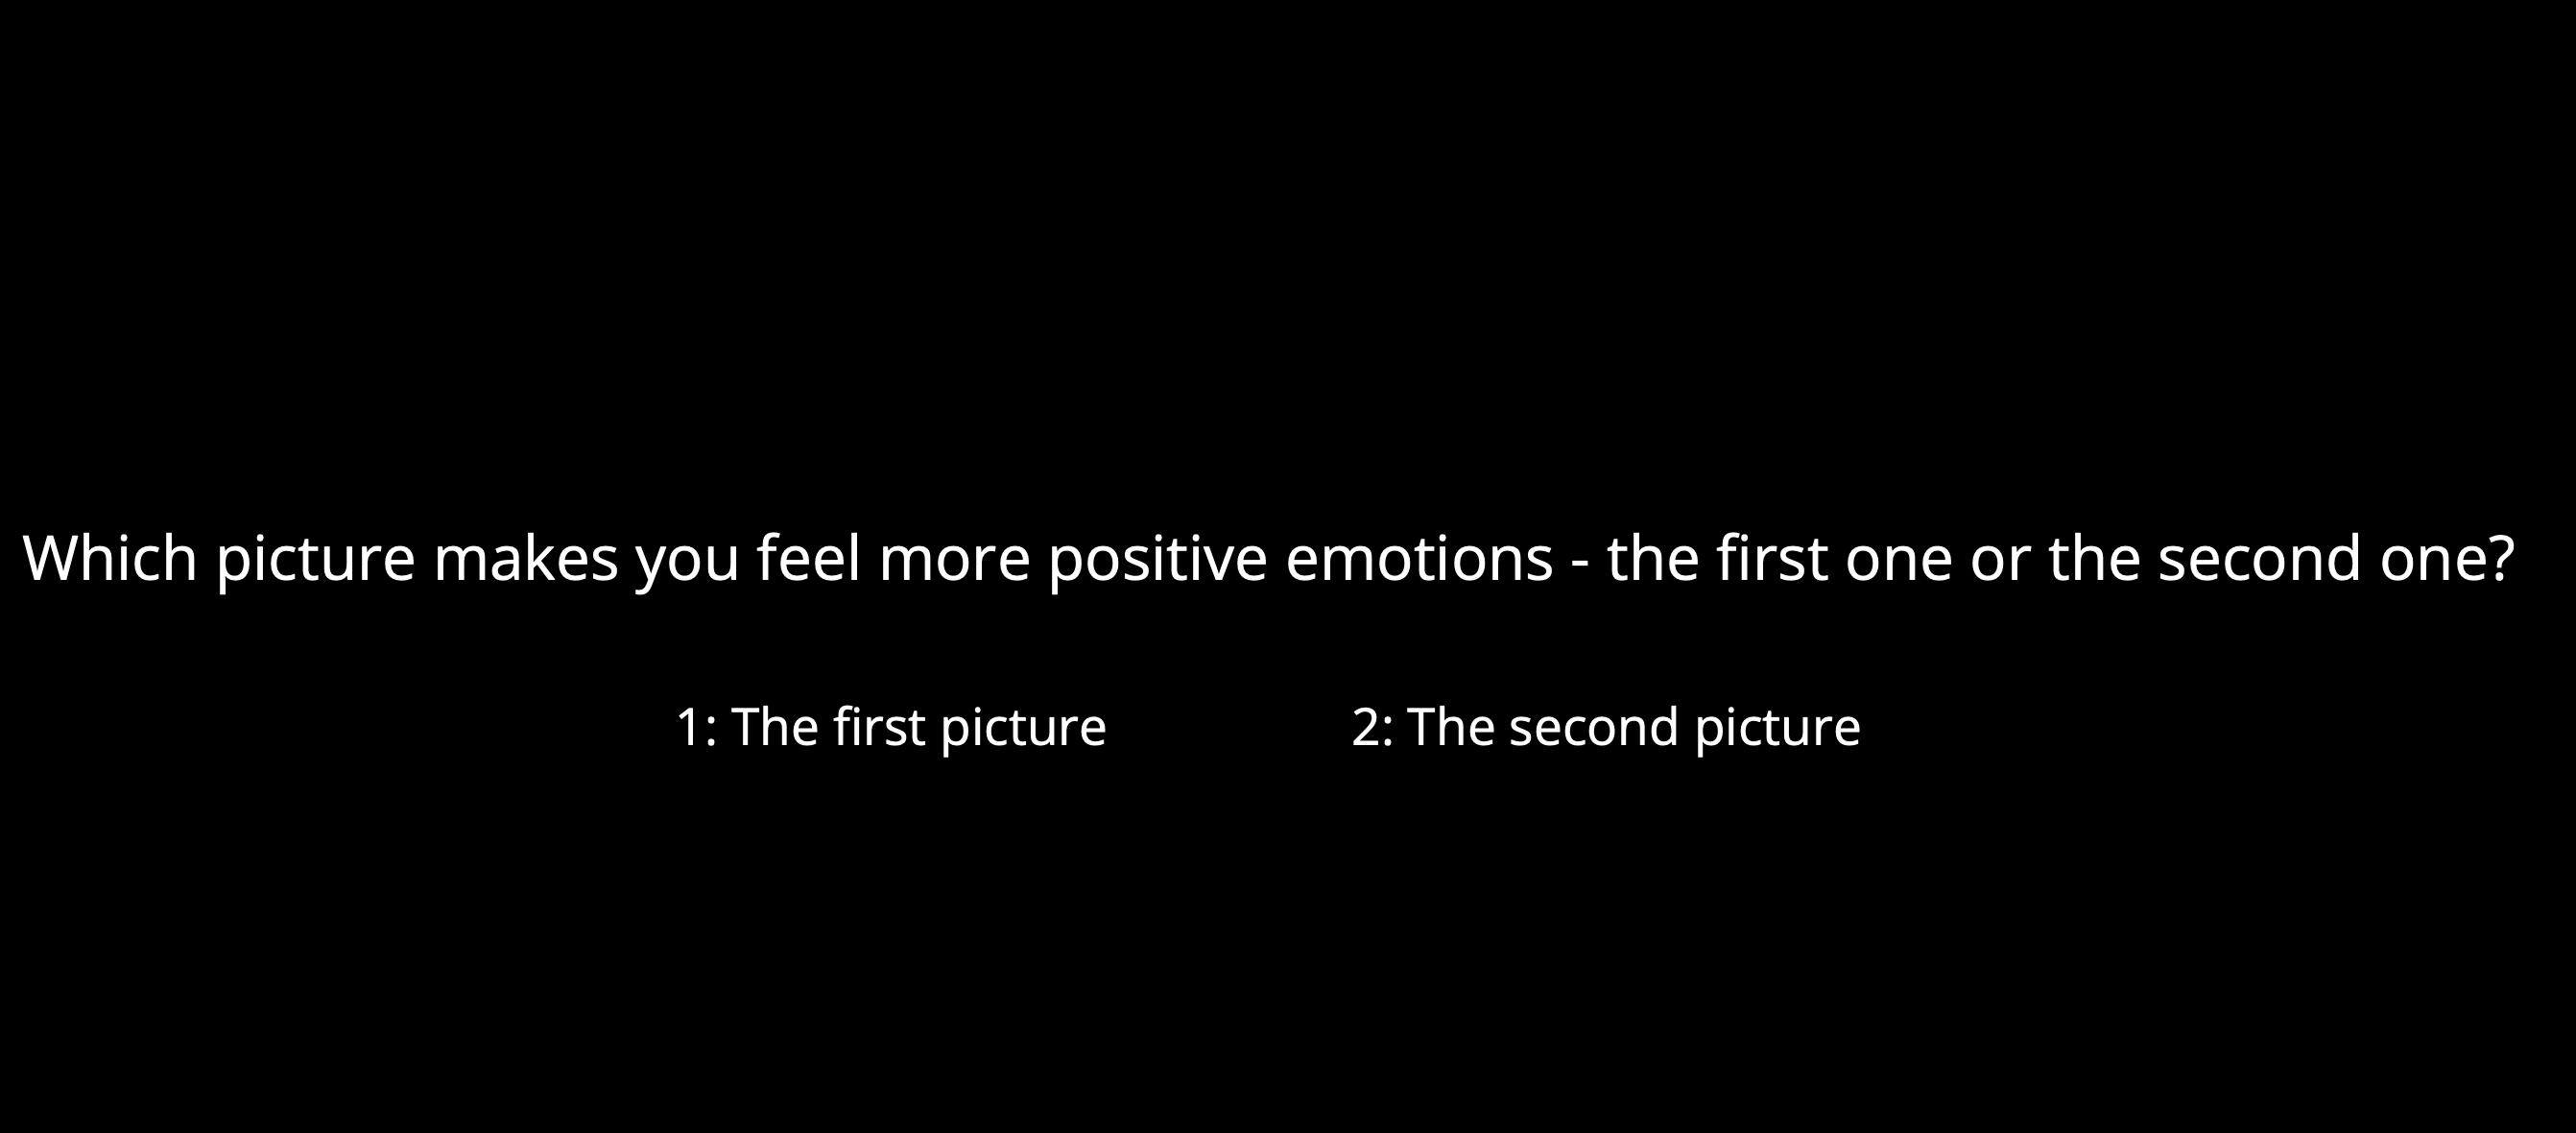 Which picture makes you feel more positive emotions - the first one or the second one?
1: The first picture 2: The second picture